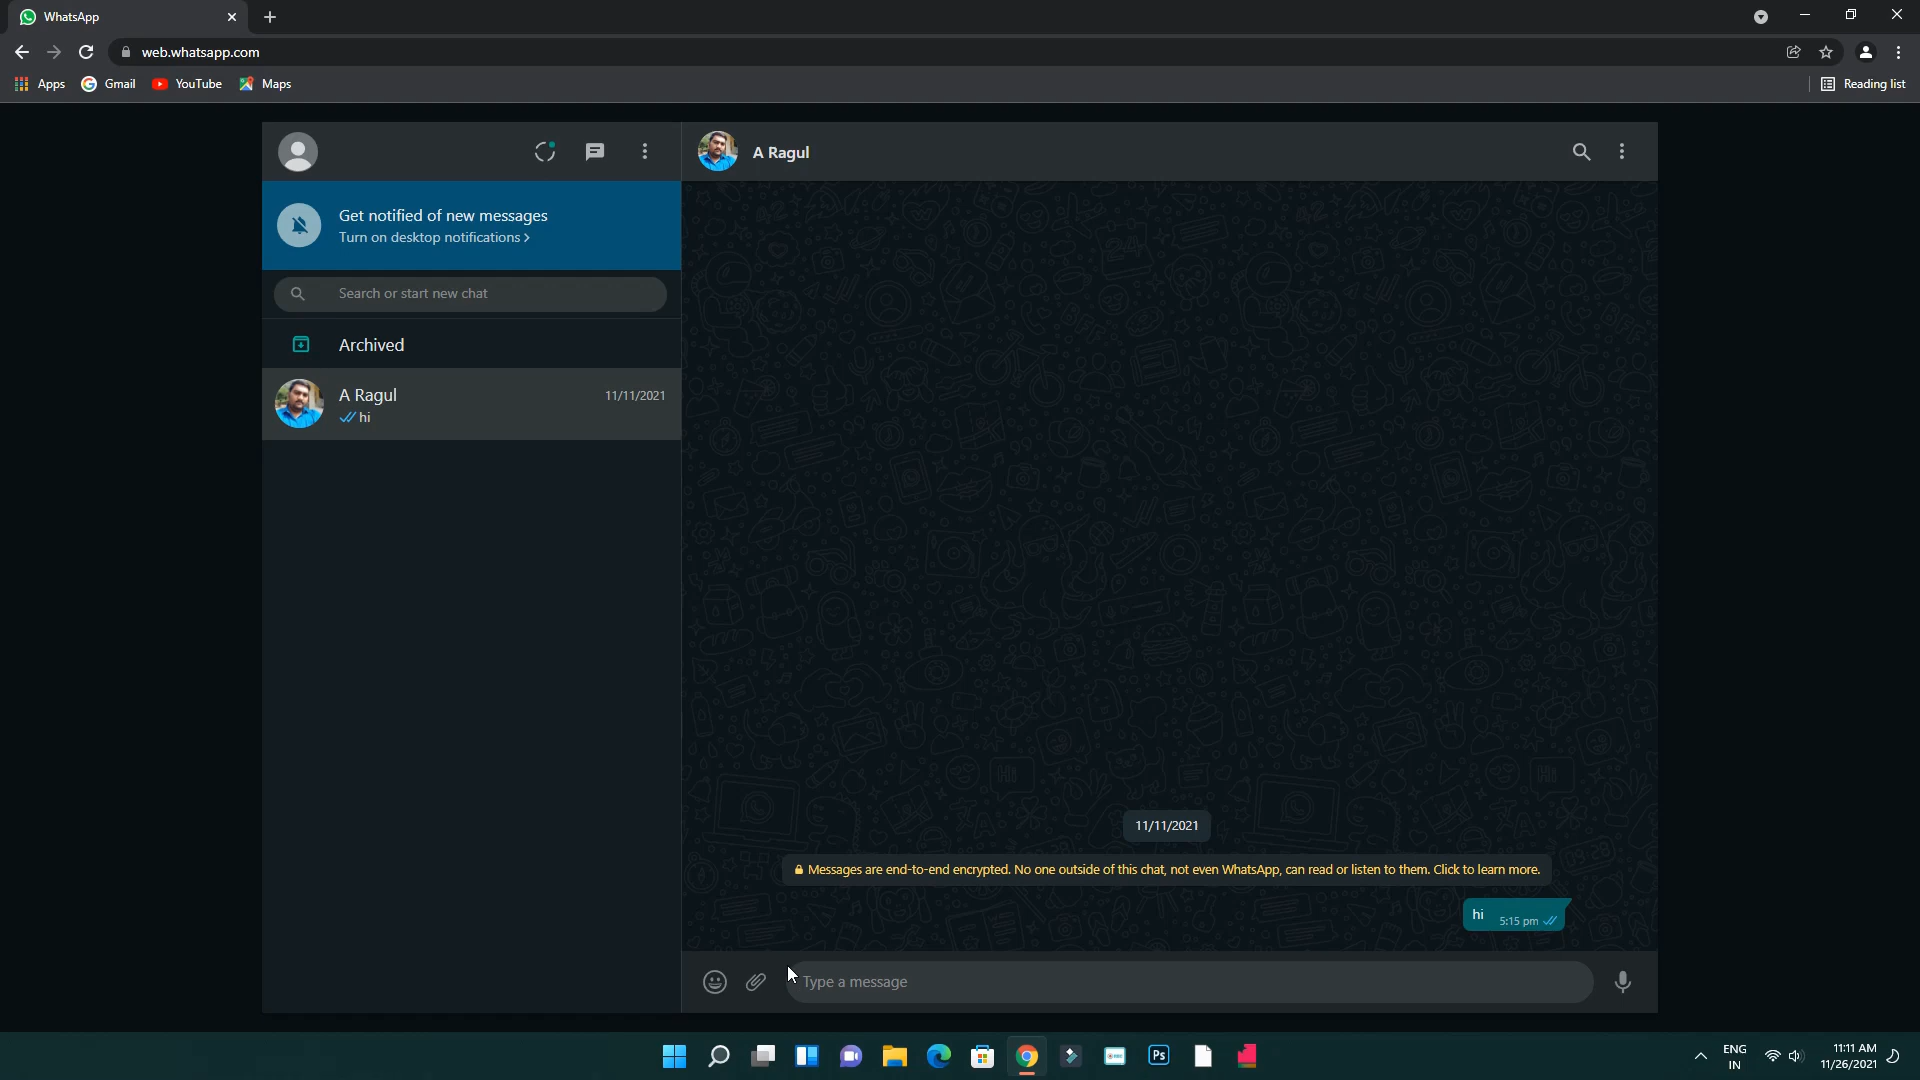 WhatsApp
web.whatsapp.com
Apps
Gmail
YouTube
Maps
Reading list
A Ragul
Get notified of new messages
Turn on desktop notifications >
Search or start new chat
Archived
A Ragul
11/11/2021
hi
11/11/2021
Messages are end-to-end encrypted. No one outside of this chat, not even WhatsApp, can read or listen to them. Click to learn more.
hi
5:15 pm
Type a message
Ps
ENG
IN
11:11 AM
11/26/2021